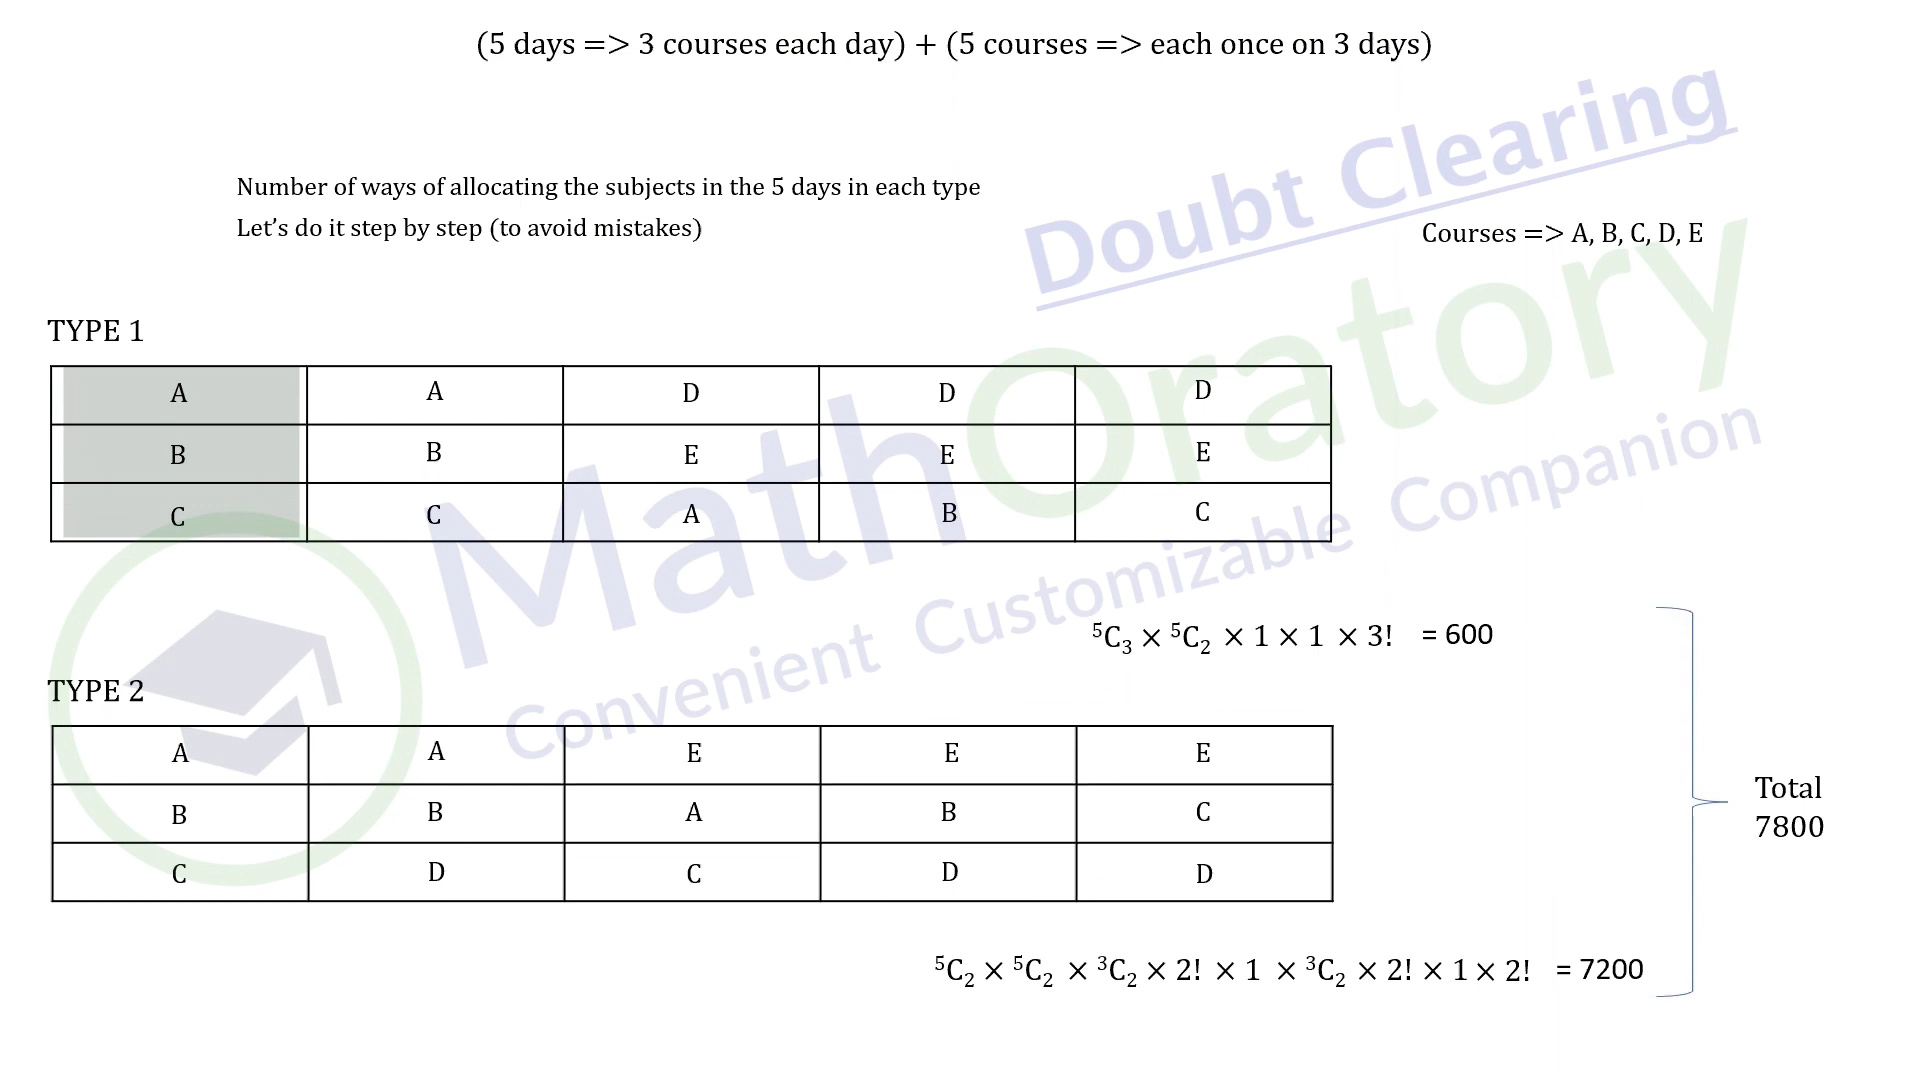 (5 days => 3 courses each day) + (5 courses => each once on 3 days)
Doubt Clearing
Number of ways of allocating the subjects in the 5 days in each type
Let’s do it step by step (to avoid mistakes)
Courses => A, B, C, D, E
MathOratory
Convenient Customizable Companion
TYPE 1
A A D D D
B B E E E
C C A B C
⁵C₃ × ⁵C₂ × 1 × 1 × 3! = 600
TYPE 2
A A E E E
B B A B C
C D C D D
⁵C₂ × ⁵C₂ × ³C₂ × 2! × 1 × ³C₂ × 2! × 1 × 2! = 7200
Total
7800